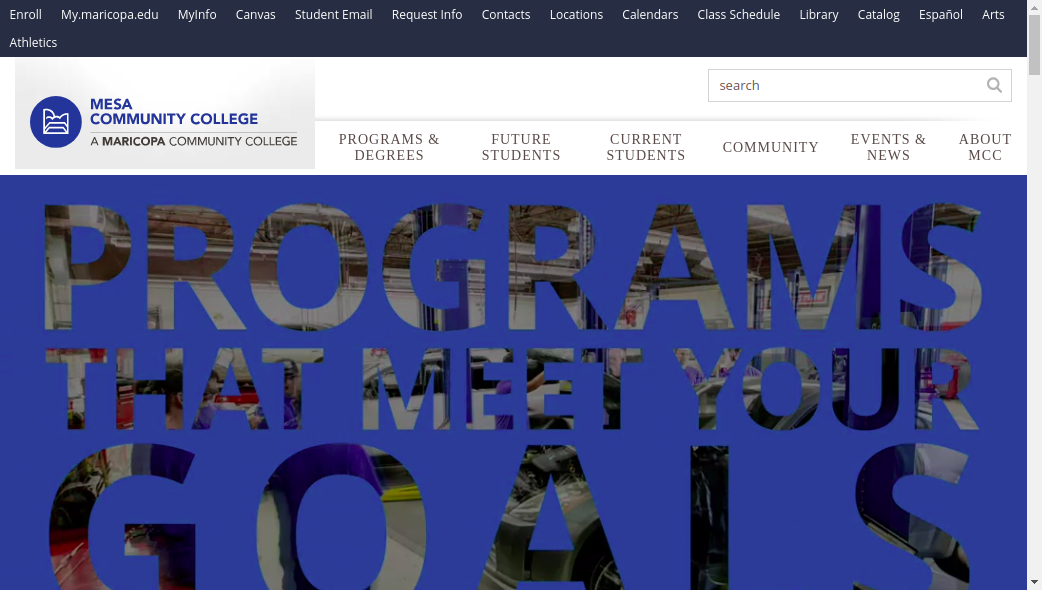 Enroll My.maricopa.edu MyInfo Canvas Student Email Request Info Contacts Locations Calendars Class Schedule Library Catalog Español Arts
Athletics
MESA
COMMUNITY COLLEGE
A MARICOPA COMMUNITY COLLEGE
search
PROGRAMS &
DEGREES
FUTURE
STUDENTS
CURRENT
STUDENTS
COMMUNITY
EVENTS &
NEWS
ABOUT
MCC
PROGRAMS
THAT MEET YOUR
GOALS